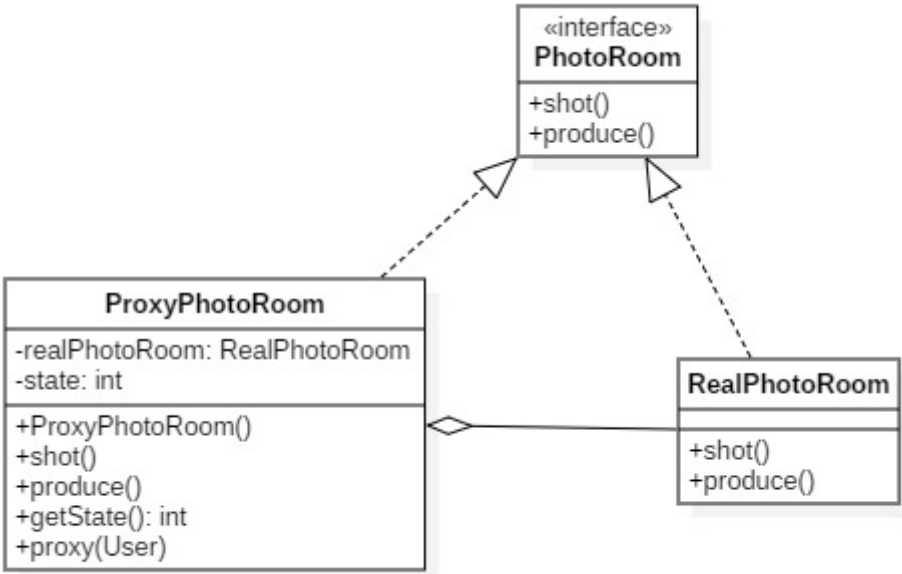 «interface»
PhotoRoom
+shot()
+produce()
ProxyPhotoRoom
-realPhotoRoom: RealPhotoRoom
-state: int
+ProxyPhotoRoom()
+shot()
+produce()
+getState(): int
+proxy(User)
RealPhotoRoom
+shot()
+produce()